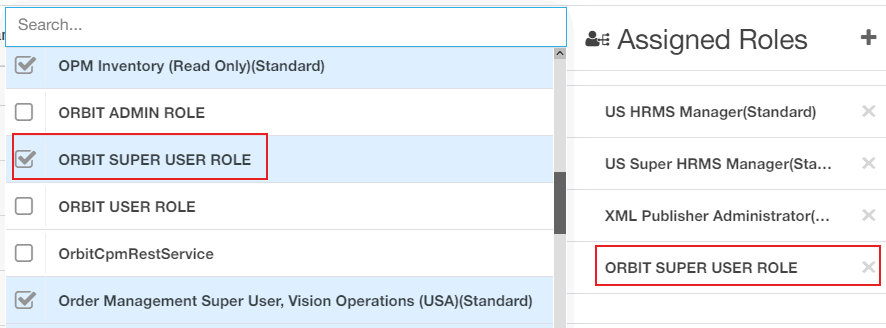 Search...
OPM Inventory (Read Only)(Standard)
ORBIT ADMIN ROLE
ORBIT SUPER USER ROLE
ORBIT USER ROLE
OrbitCpmRestService
Order Management Super User, Vision Operations (USA)(Standard)
Assigned Roles
US HRMS Manager(Standard)
US Super HRMS Manager(Sta...
XML Publisher Administrator(...
ORBIT SUPER USER ROLE